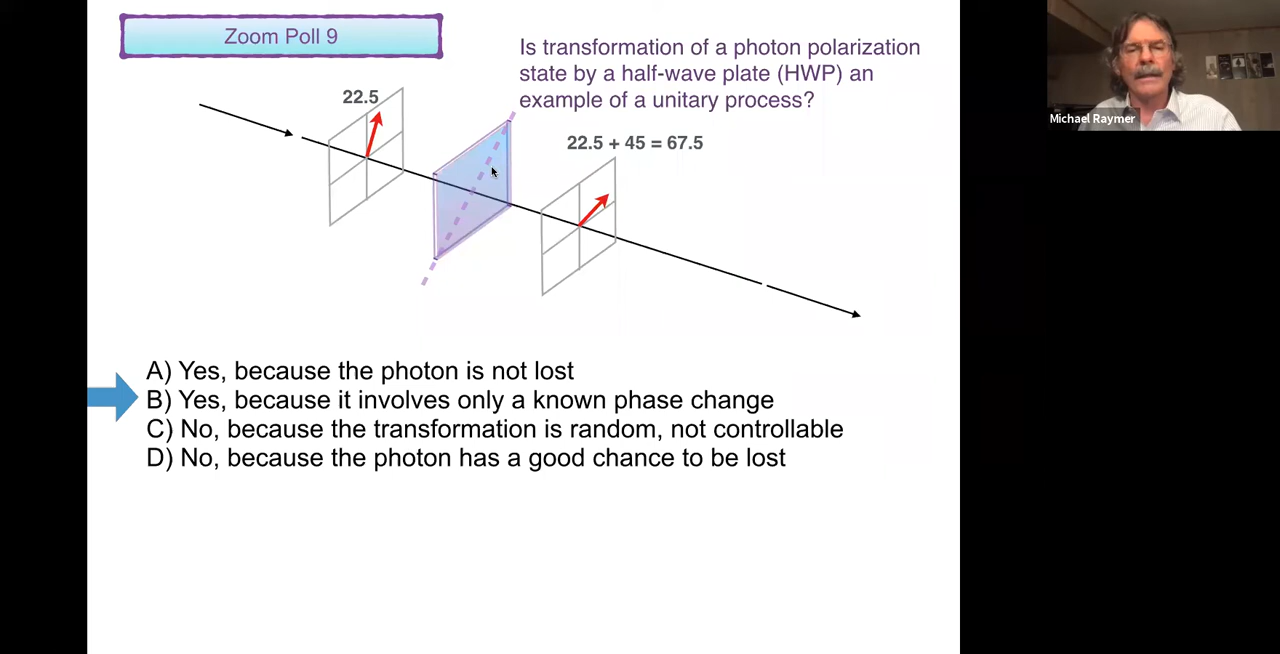 Zoom Poll 9
Is transformation of a photon polarization
state by a half-wave plate (HWP) an
example of a unitary process?
22.5
22.5 + 45 = 67.5
A) Yes, because the photon is not lost
B) Yes, because it involves only a known phase change
C) No, because the transformation is random, not controllable
D) No, because the photon has a good chance to be lost
Michael Raymer